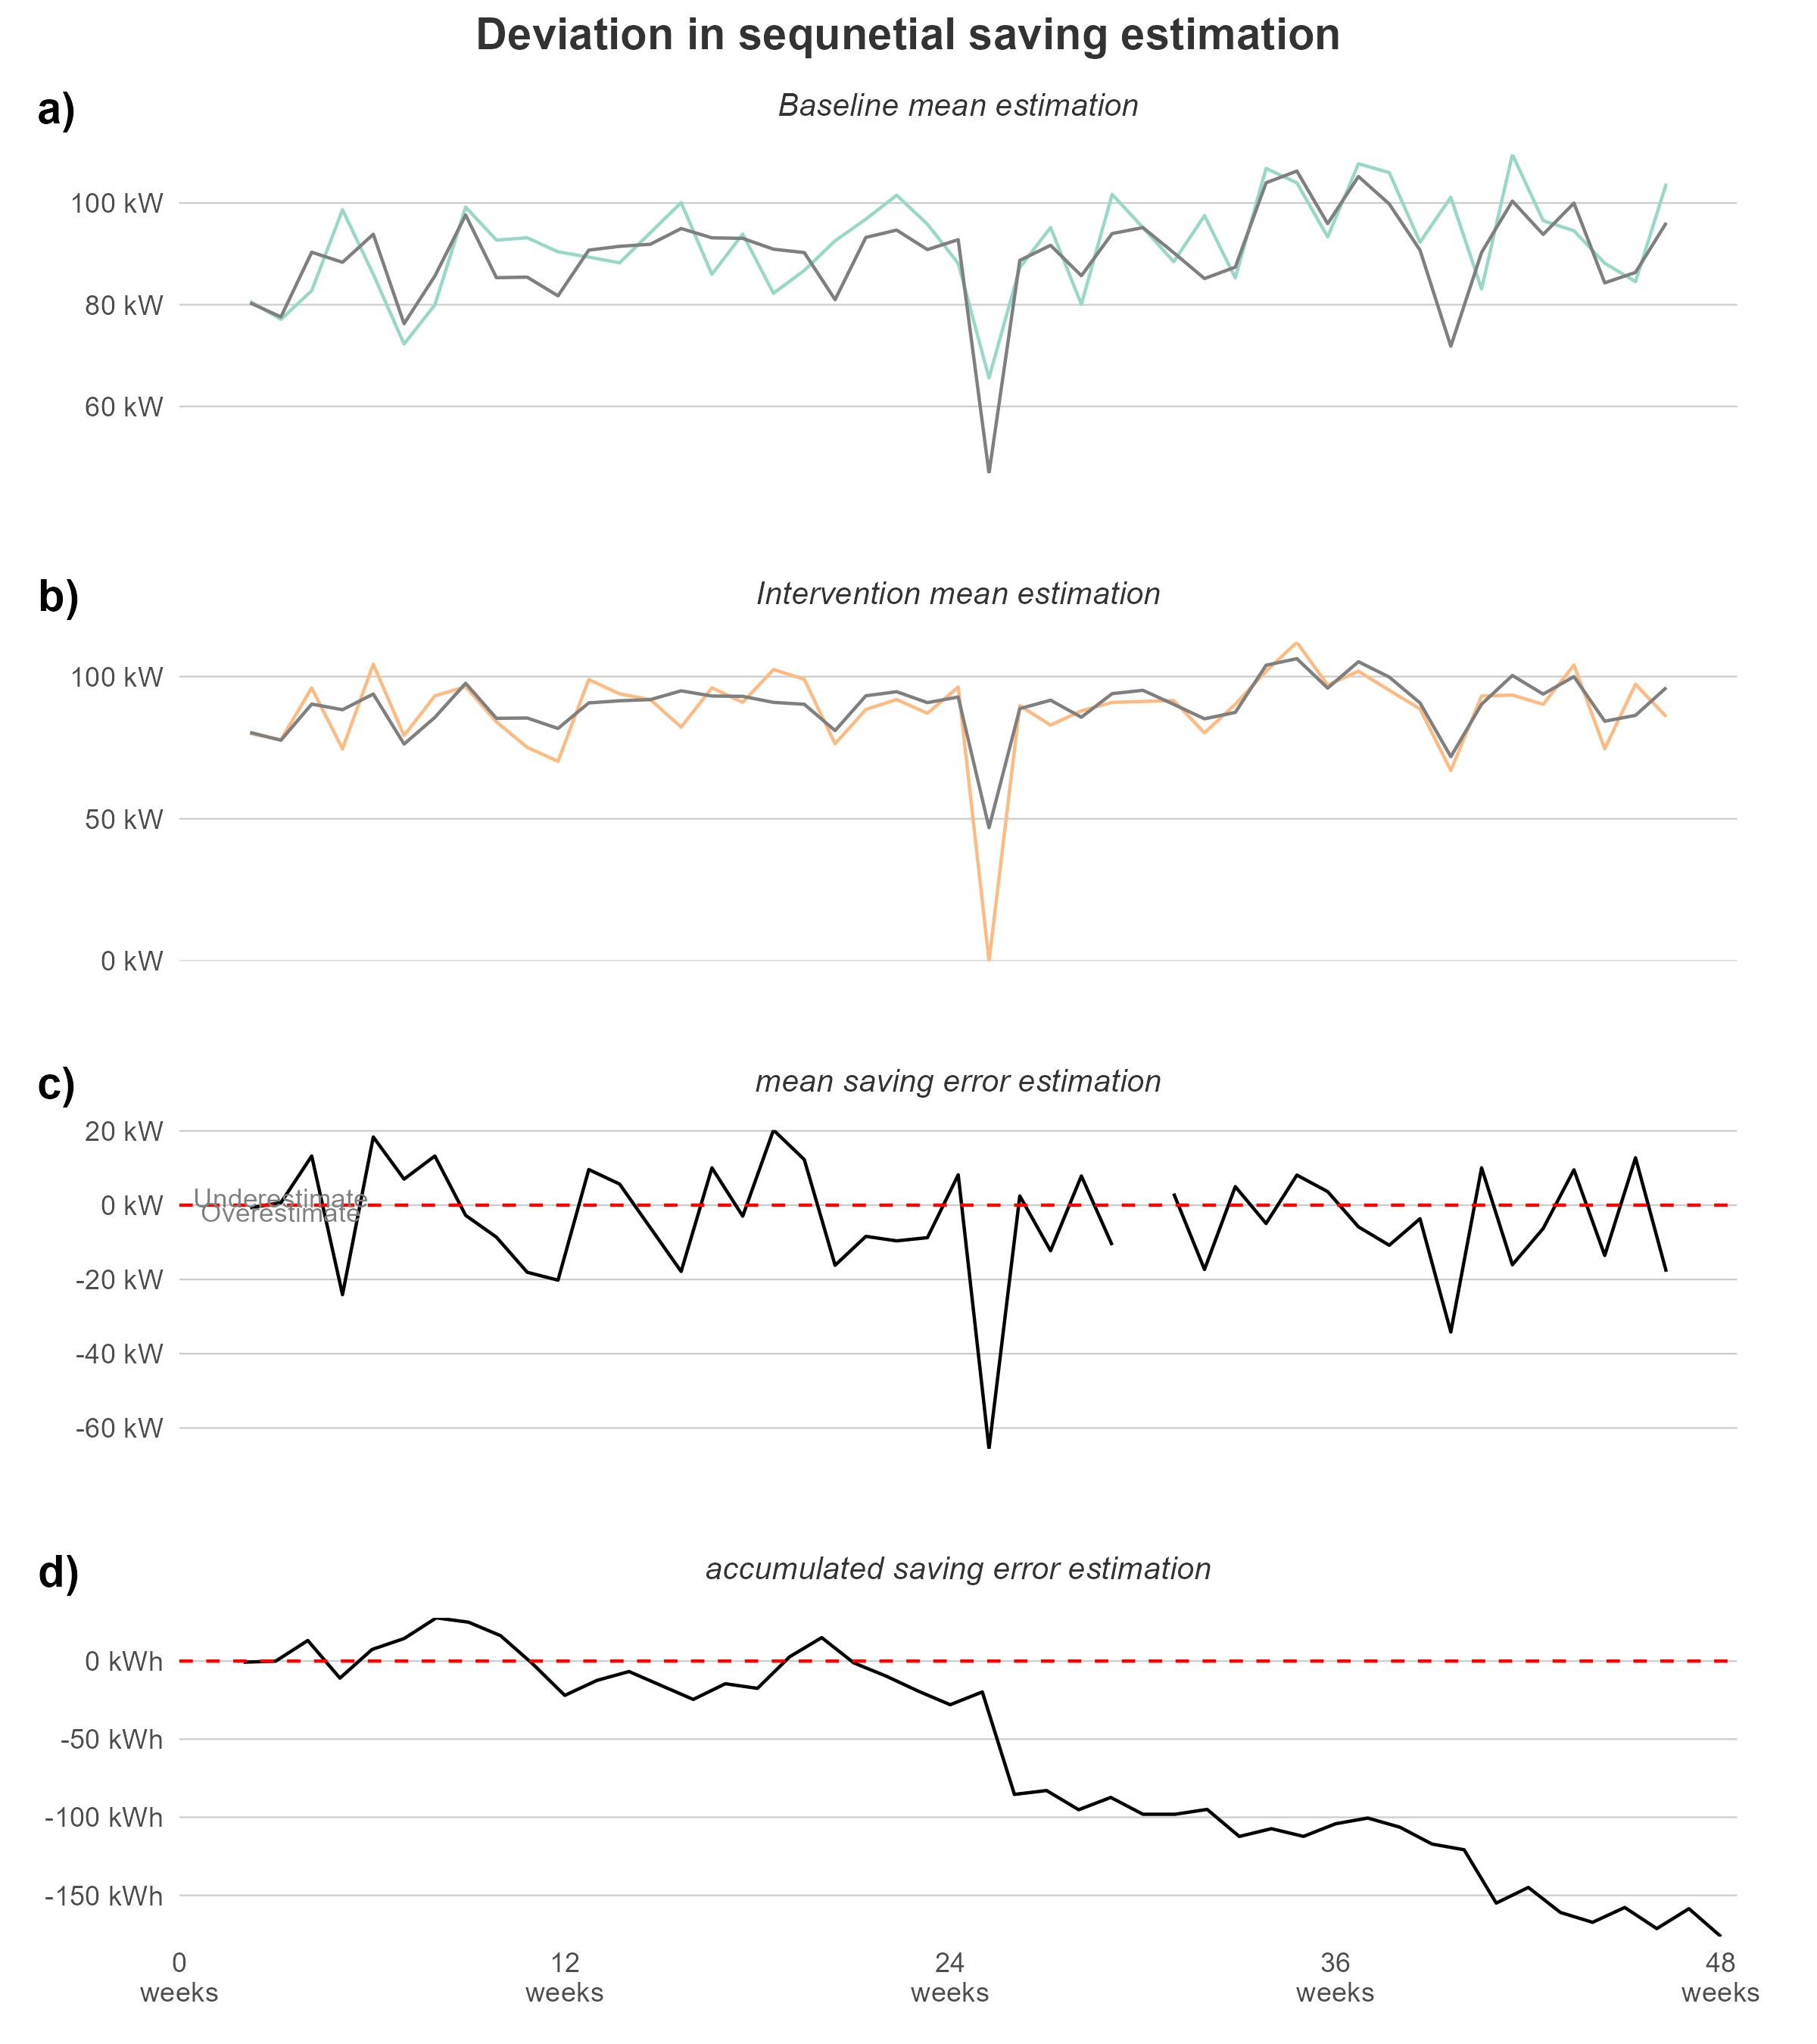 Deviation in sequnetial saving estimation
a)
Baseline mean estimation
100 kW
80 kW
60 kW
b)
Intervention mean estimation
100 kW
50 kW
0 kW
c)
mean saving error estimation
20 kW
Underestimate
0 kW
Overestimate
-20 kW
-40 kW
-60 kW
d)
accumulated saving error estimation
0 kWh
-50 kWh
-100 kWh
-150 kWh
0 12 24 36 48
weeks weeks weeks weeks weeks